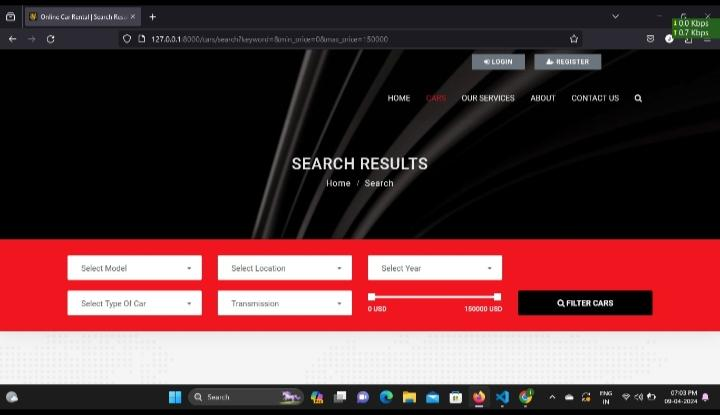 Online Car Rental | Search Resu
0.0 Kbps
0.7 Kbps
127.0.0.1:8000/cars/search?keyword=&min_price=0&max_price=150000
LOGIN REGISTER
HOME CARS OUR SERVICES ABOUT CONTACT US
SEARCH RESULTS
Home / Search
Select Model Select Location Select Year
Select Type Of Car Transmission FILTER CARS
0 USD 150000 USD
Search
ENG
IN
07:03 PM
09-04-2024